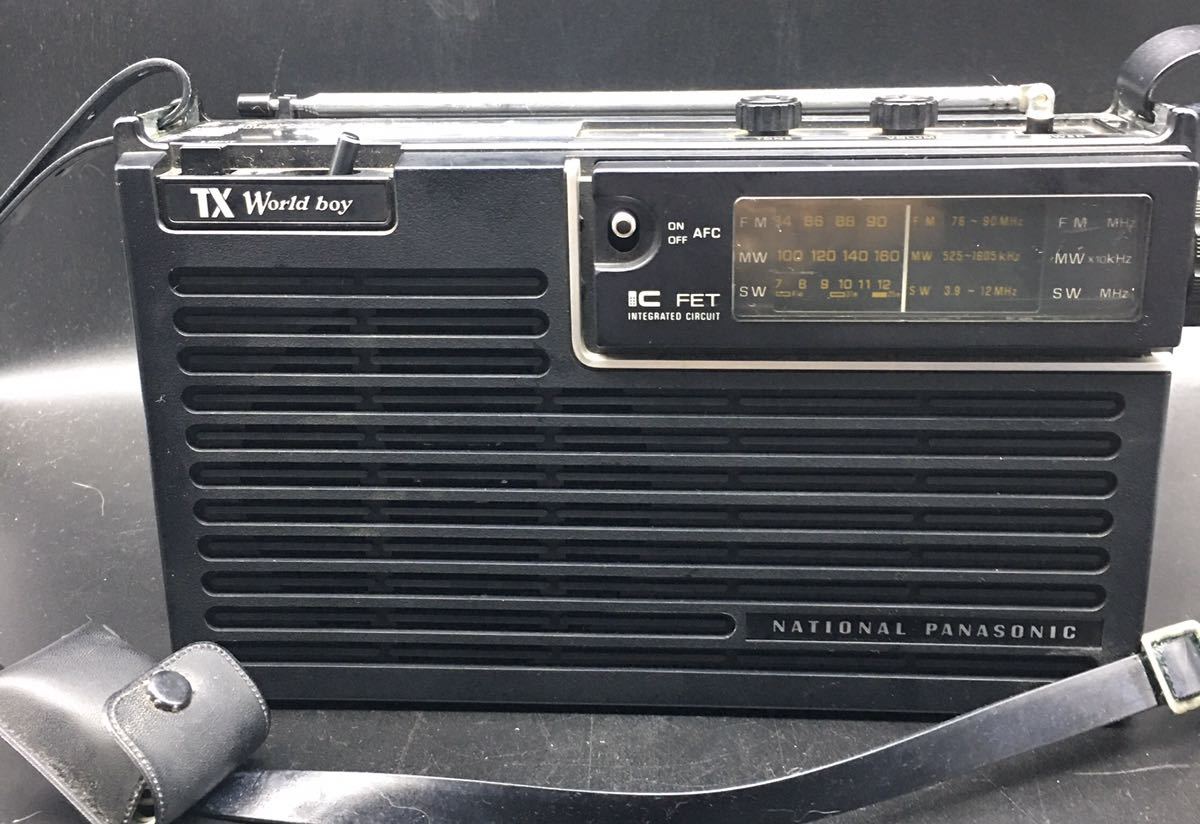 TX World boy
ON
OFF AFC
IC FET
INTEGRATED CIRCUIT
FM 84 86 88 90 FM 76~90MHz FM MHz
MW 100 120 140 160 MW 525~1605kHz MW x10kHz
SW 7 8 9 10 11 12 SW 3.9~12MHz SW MHz
NATIONAL PANASONIC